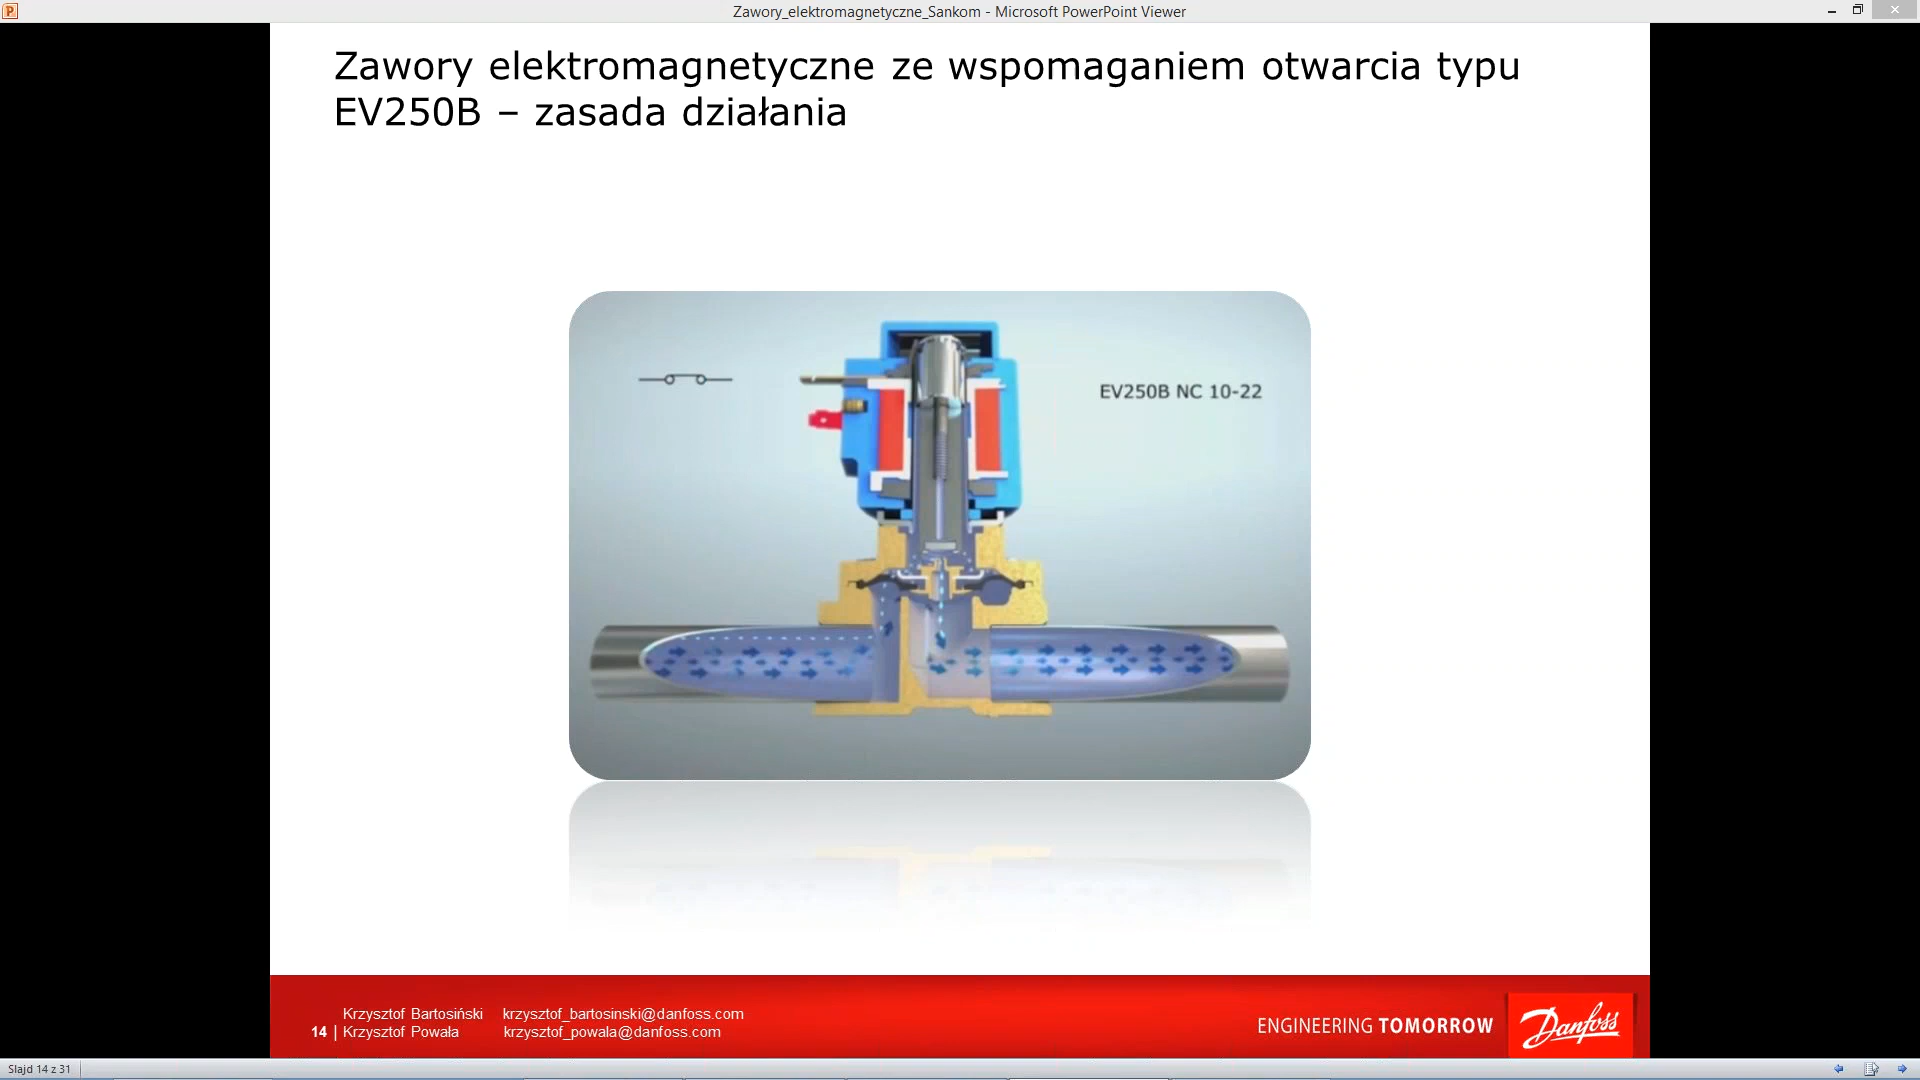 Zawory_elektromagnetyczne_Sankom - Microsoft PowerPoint Viewer
Zawory elektromagnetyczne ze wspomaganiem otwarcia typu
EV250B – zasada działania
EV250B NC 10-22
Krzysztof Bartosiński krzysztof_bartosinski@danfoss.com
14 | Krzysztof Powała krzysztof_powala@danfoss.com
ENGINEERING TOMORROW
Danfoss
Slajd 14 z 31